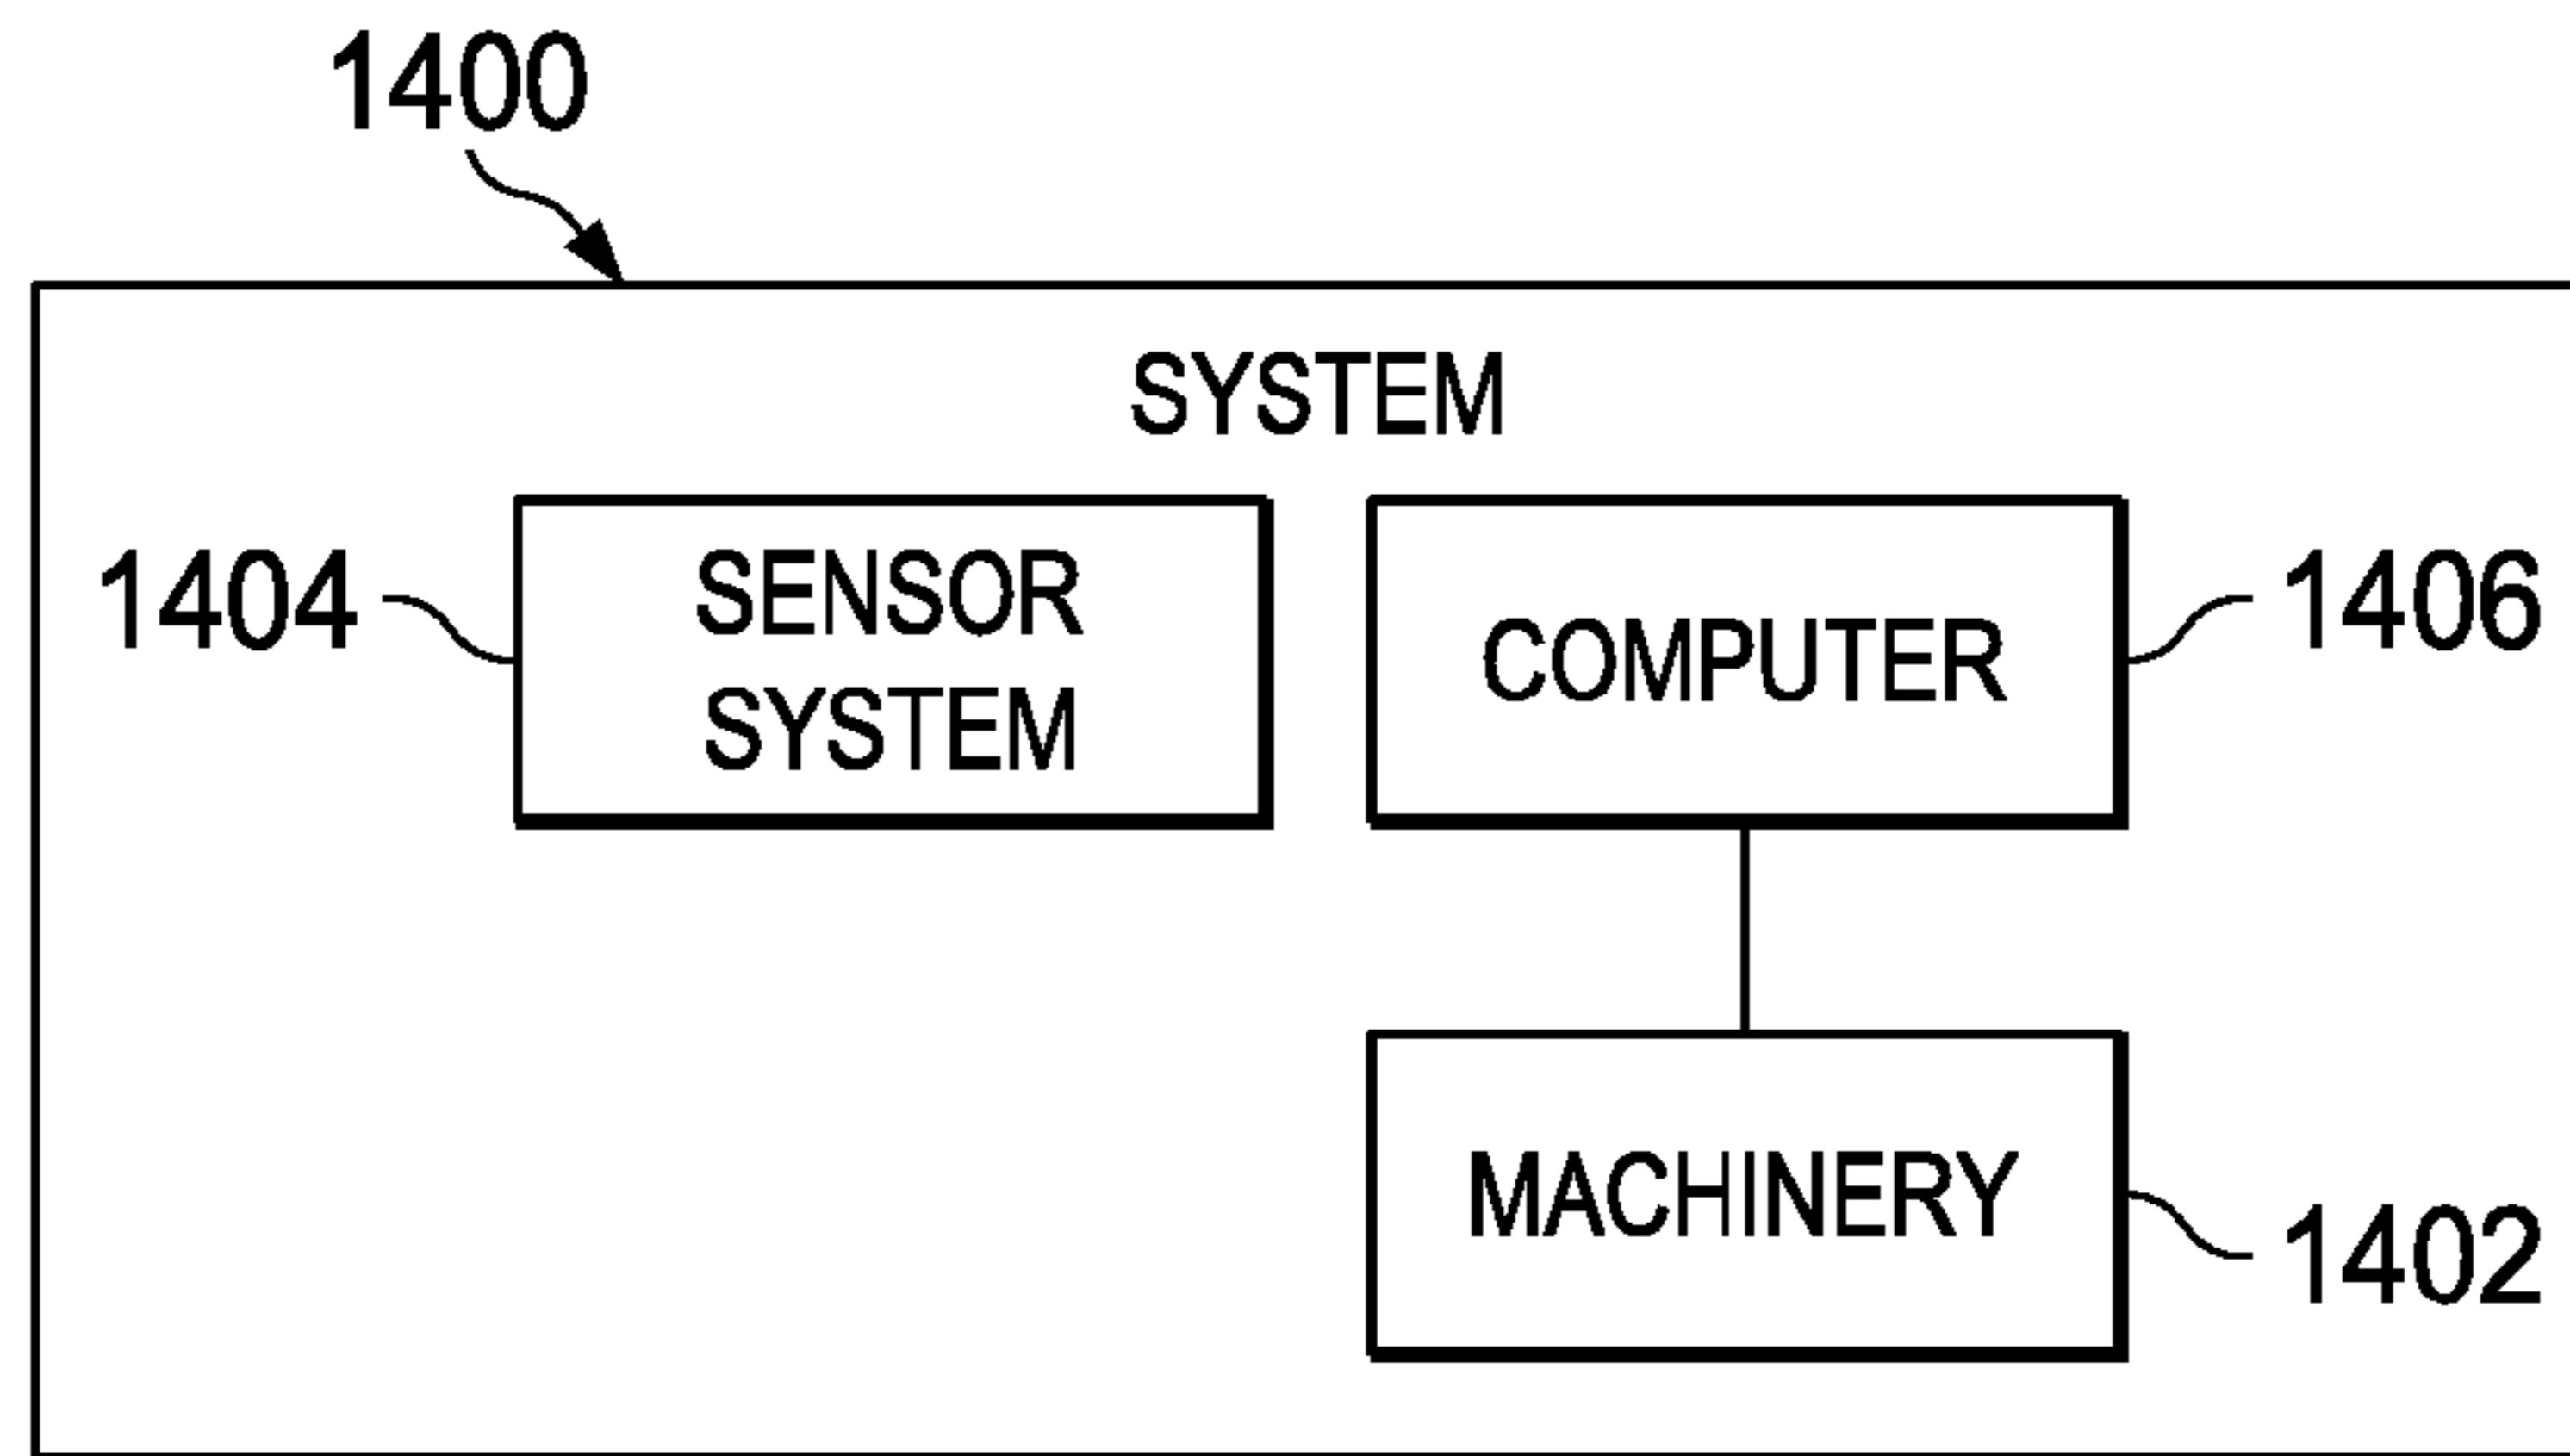 1400
SYSTEM
1404
SENSOR
SYSTEM
COMPUTER
1406
MACHINERY
1402